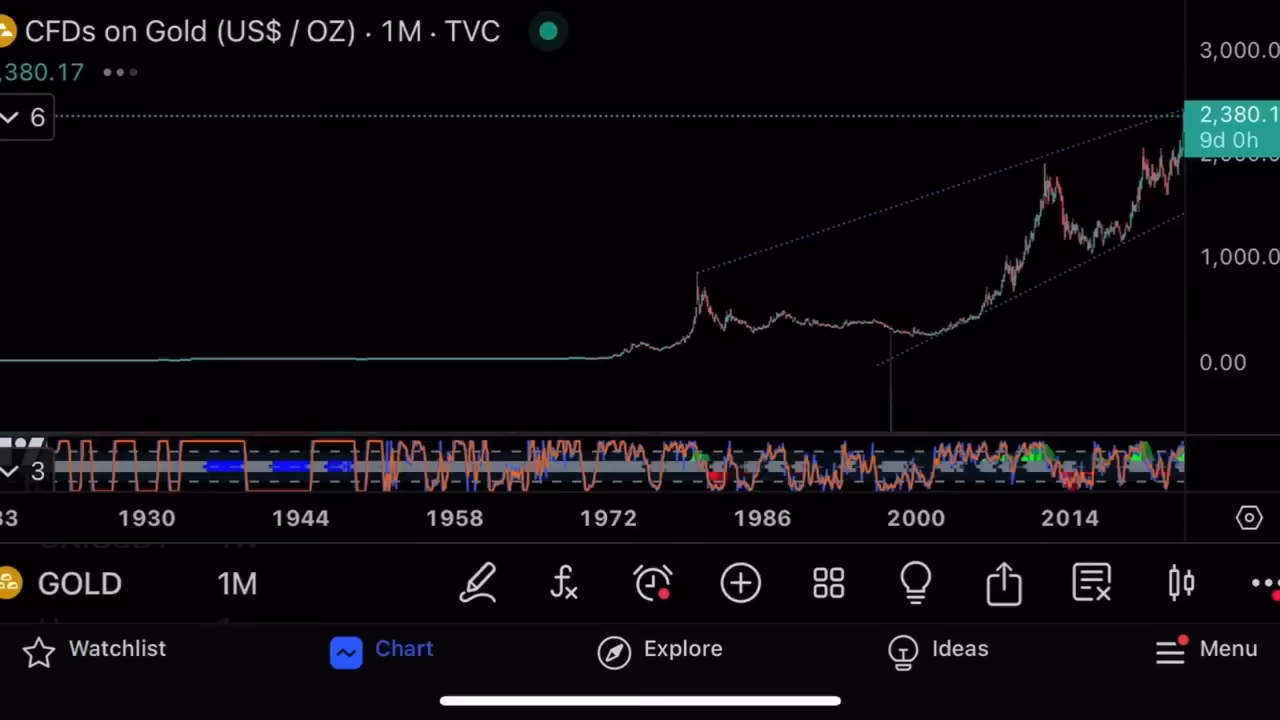 CFDs on Gold (US$ / OZ) · 1M · TVC
,380.17
3,000.0
6
2,380.1
9d 0h
1,000.0
0.00
3
33 1930 1944 1958 1972 1986 2000 2014
GOLD 1M
Watchlist Chart Explore Ideas Menu